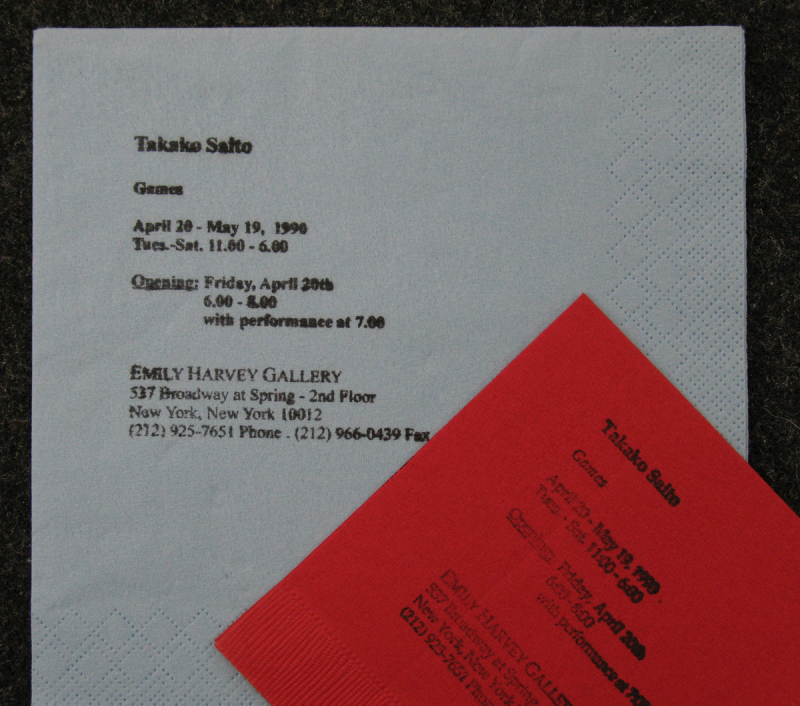 Takako Saito
Games
April 20 - May 19, 1990
Tues.-Sat. 11.00 - 6.00
Opening: Friday, April 20th
6.00 - 8.00
with performance at 7.00
EMILY HARVEY GALLERY
537 Broadway at Spring - 2nd Floor
New York, New York 10012
(212) 925-7651 Phone . (212) 966-0439 Fax
Takako Saito
Games
April 20 - May 19, 1990
Tues. - Sat. 11:00 - 6:00
Opening: Friday, April 20th
6:00-8:00
with performance at
EMILY HARVEY GALLE
537 Broadway at Spring,
New York, New York
(212) 925-7651 Phon